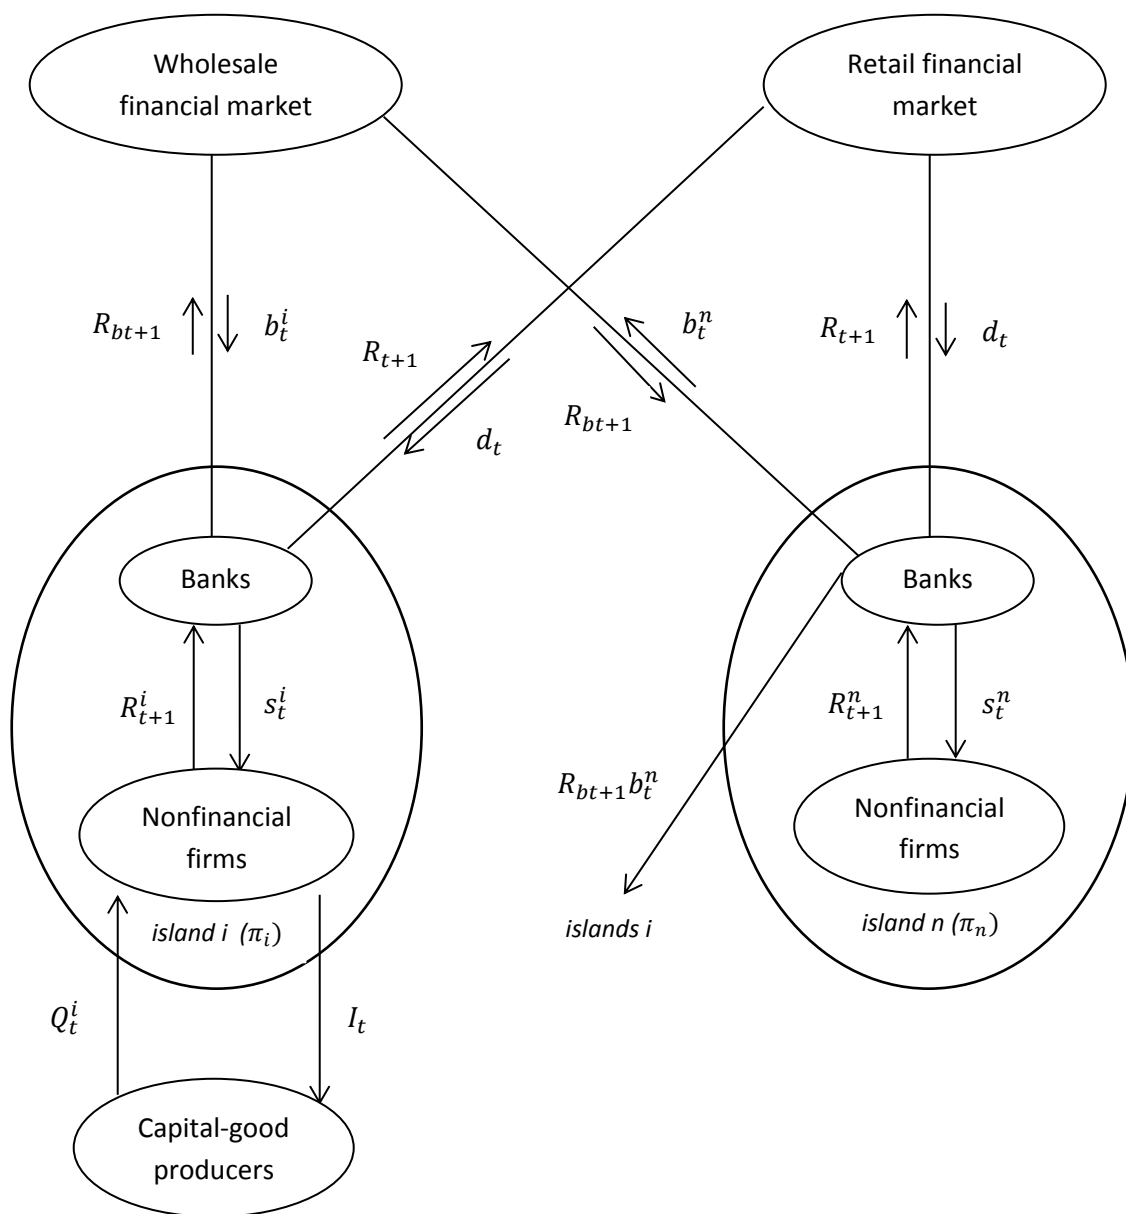 Wholesale
financial market
Retail financial
market
R_{bt+1}
b_t^i
R_{t+1}
d_t
b_t^n
R_{bt+1}
R_{t+1}
d_t
Banks
Banks
R_{t+1}^i
s_t^i
R_{t+1}^n
s_t^n
Nonfinancial
firms
Nonfinancial
firms
R_{bt+1}b_t^n
island i (π_i)
islands i
island n (π_n)
Q_t^i
I_t
Capital-good
producers